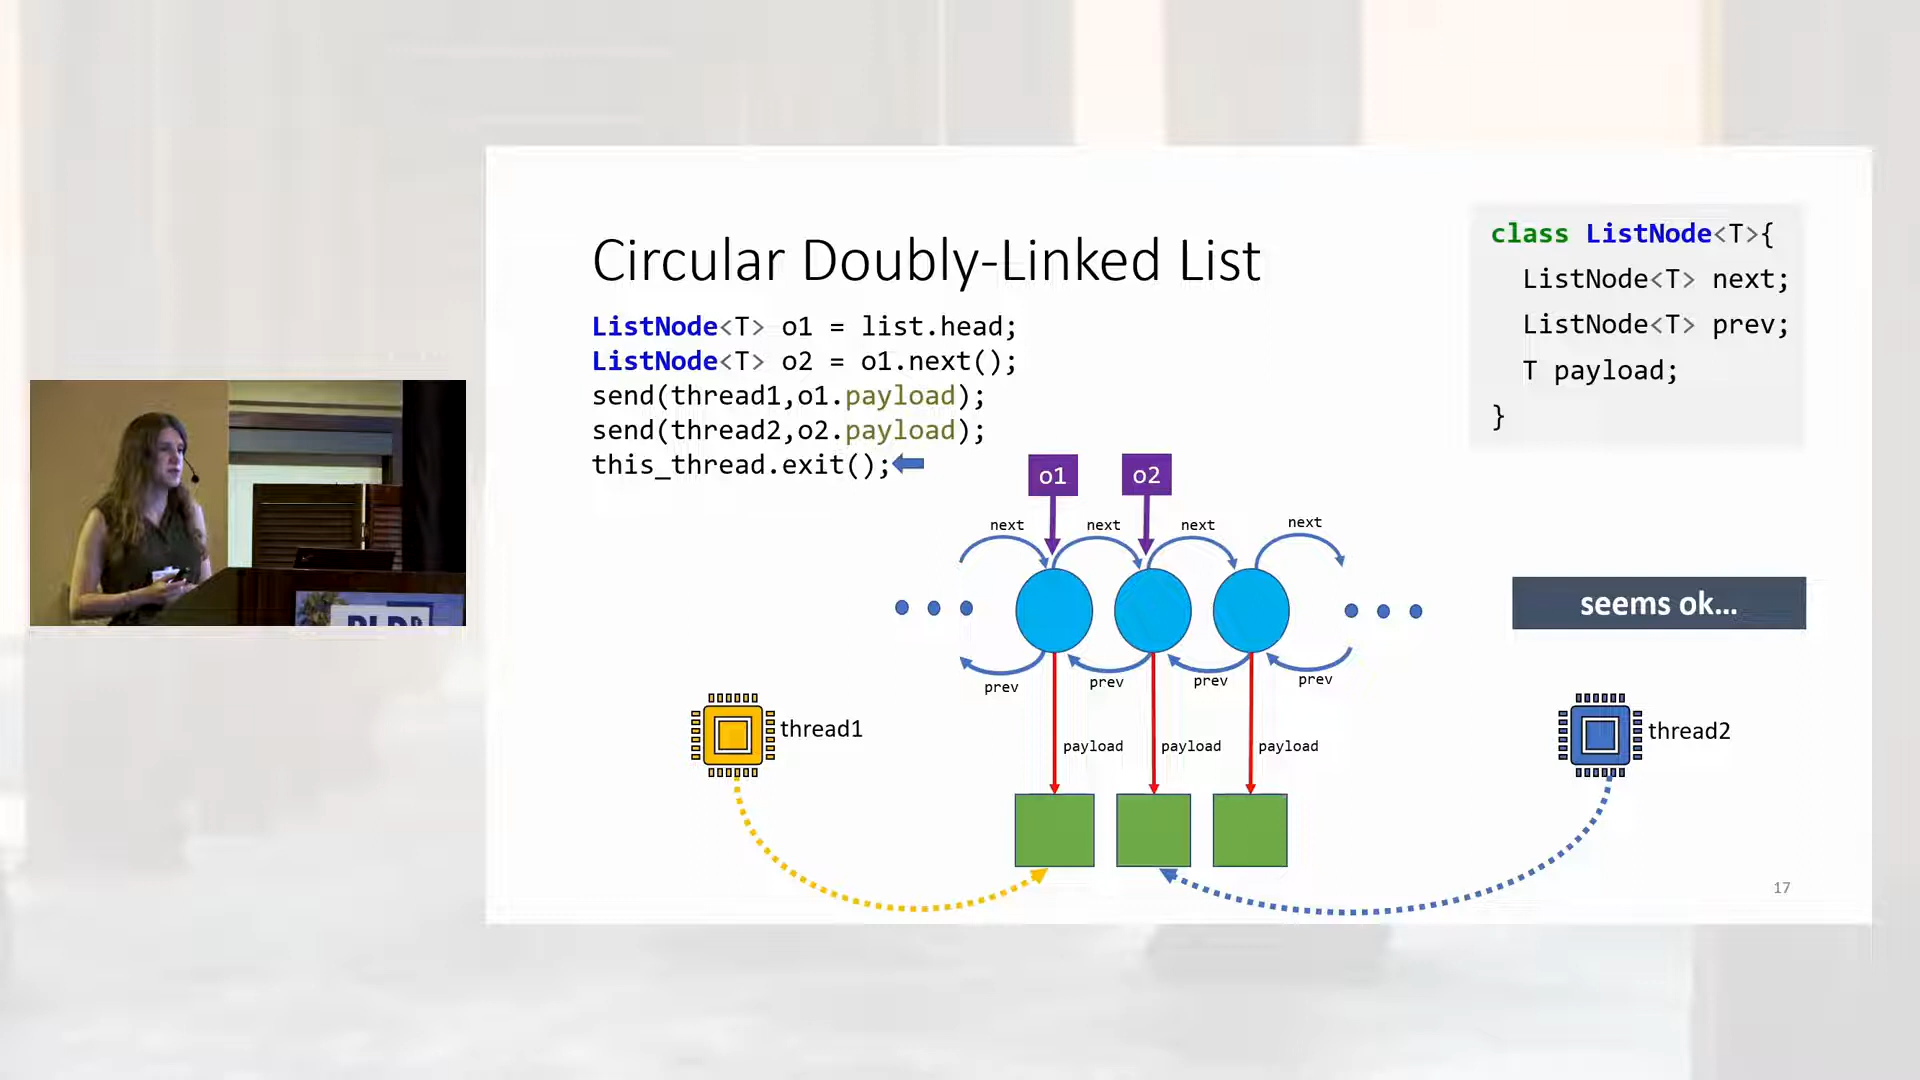 Circular Doubly-Linked List
ListNode<T> o1 = list.head;
ListNode<T> o2 = o1.next();
send(thread1,o1.payload);
send(thread2,o2.payload);
this_thread.exit();
class ListNode<T>{
ListNode<T> next;
ListNode<T> prev;
T payload;
}
o1
o2
next
next
next
next
seems ok...
prev
prev
prev
prev
thread1
thread2
payload
payload
payload
17